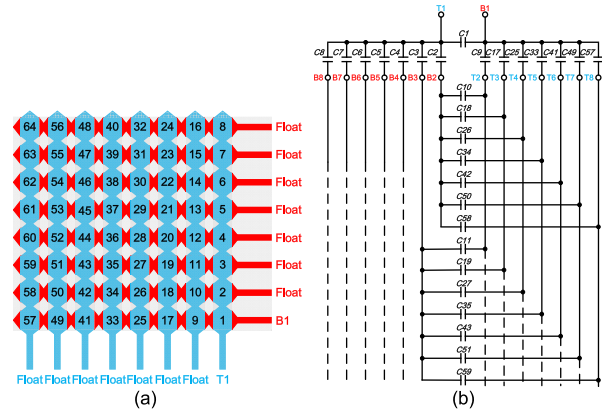 64 56 48 40 32 24 16 8 Float
63 55 47 39 31 23 15 7 Float
62 54 46 38 30 22 14 6 Float
61 53 45 37 29 21 13 5 Float
60 52 44 36 28 20 12 4 Float
59 51 43 35 27 19 11 3 Float
58 50 42 34 26 18 10 2 Float
57 49 41 33 25 17 9 1 B1
Float Float Float Float Float Float Float T1
(a)
T1 B1
C1
C8 C7 C6 C5 C4 C3 C2 C9 C17 C25 C33 C41 C49 C57
B8 B7 B6 B5 B4 B3 B2 T2 T3 T4 T5 T6 T7 T8
C10
C18
C26
C34
C42
C50
C58
C11
C19
C27
C35
C43
C51
C59
(b)